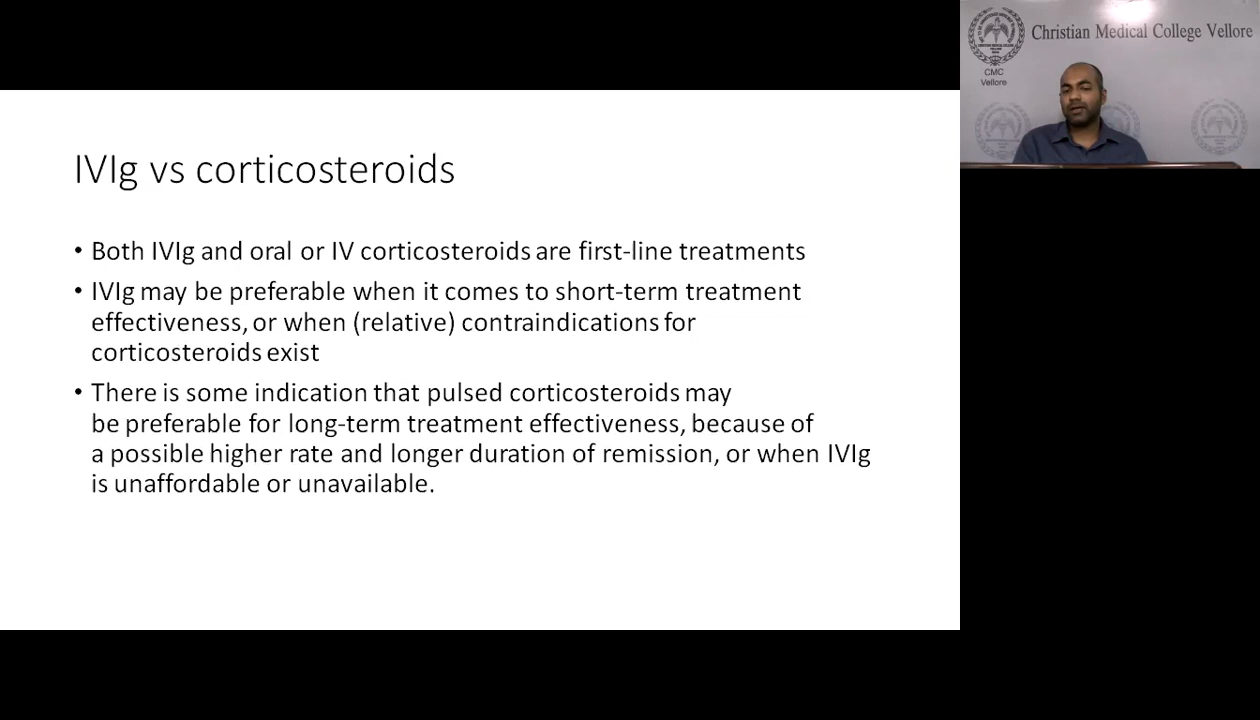 IVIg vs corticosteroids
• Both IVIg and oral or IV corticosteroids are first-line treatments
• IVIg may be preferable when it comes to short-term treatment
effectiveness, or when (relative) contraindications for
corticosteroids exist
• There is some indication that pulsed corticosteroids may
be preferable for long-term treatment effectiveness, because of
a possible higher rate and longer duration of remission, or when IVIg
is unaffordable or unavailable.
Christian Medical College Vellore
CMC
Vellore